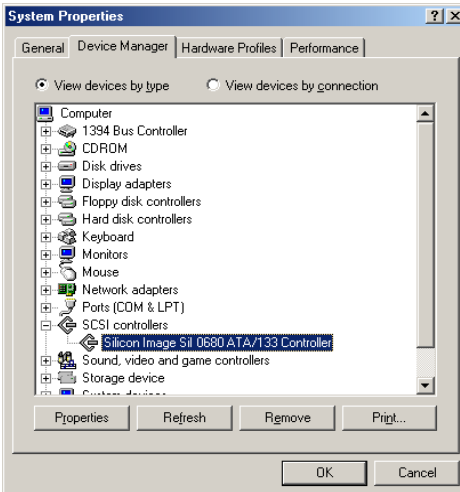 System Properties
General Device Manager Hardware Profiles Performance
View devices by type View devices by connection
Computer
1394 Bus Controller
CDROM
Disk drives
Display adapters
Floppy disk controllers
Hard disk controllers
Keyboard
Monitors
Mouse
Network adapters
Ports (COM & LPT)
SCSI controllers
Silicon Image SiI 0680 ATA/133 Controller
Sound, video and game controllers
Storage device
Properties Refresh Remove Print...
OK Cancel